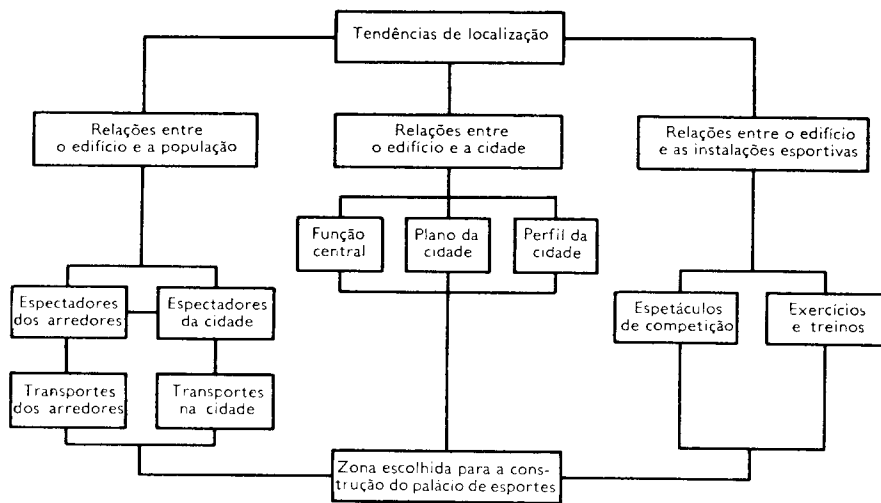 Tendências de localização
Relações entre
o edifício e a população
Relações entre
o edifício e a cidade
Relações entre o edifício
e as instalações esportivas
Função
central
Plano da
cidade
Perfil da
cidade
Espectadores
dos arredores
Espectadores
da cidade
Espetáculos
de competição
Exercícios
e treinos
Transportes
dos arredores
Transportes
na cidade
Zona escolhida para a cons-
trução do palácio de esportes